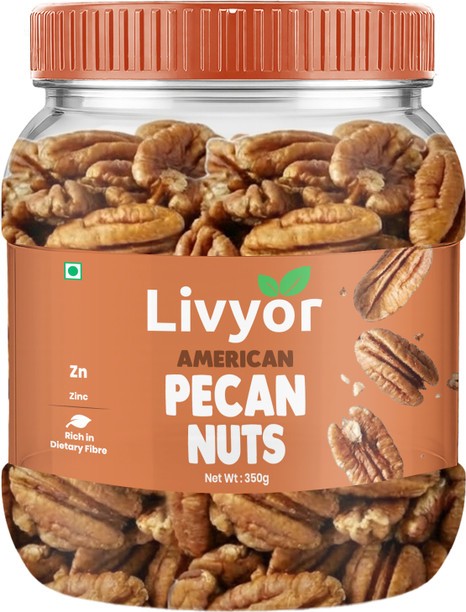 Livyor
AMERICAN
PECAN
NUTS
Net Wt : 350g
Zn
Zinc
Rich in
Dietary Fibre